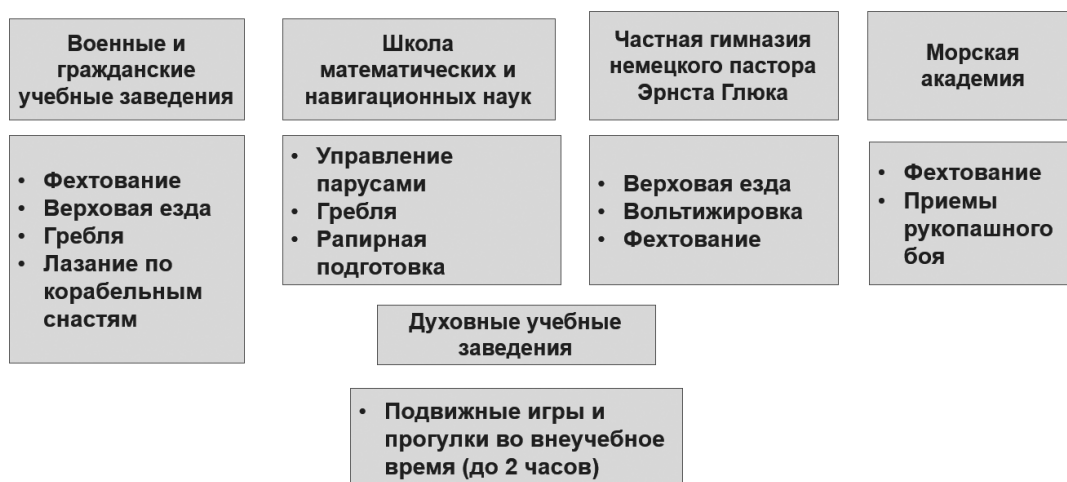 Военные и
гражданские
учебные заведения
Школа
математических и
навигационных наук
Частная гимназия
немецкого пастора
Эрнста Глюка
Морская
академия
• Фехтование
• Верховая езда
• Гребля
• Лазание по
корабельным
снастям
• Управление
парусами
• Гребля
• Рапирная
подготовка
• Верховая езда
• Вольтижировка
• Фехтование
• Фехтование
• Приемы
рукопашного
боя
Духовные учебные
заведения
• Подвижные игры и
прогулки во внеучебное
время (до 2 часов)